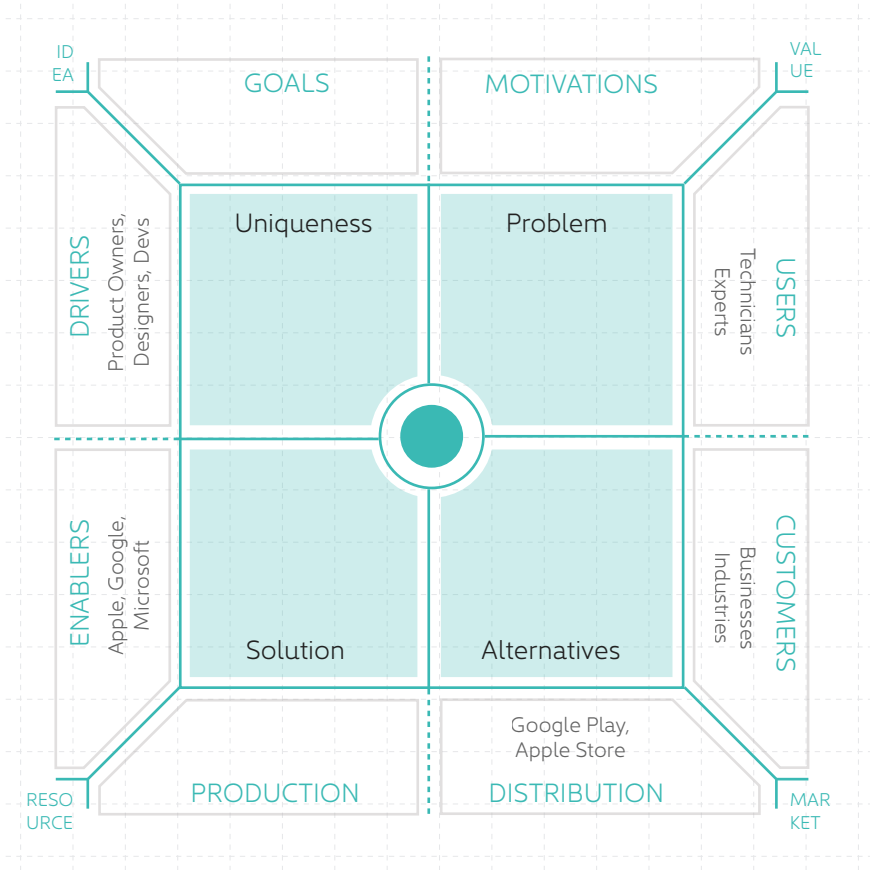 ID
EA
GOALS
MOTIVATIONS
VAL
UE
DRIVERS
Product Owners,
Designers, Devs
Uniqueness
Problem
USERS
Technicians
Experts
ENABLERS
Apple, Google,
Microsoft
Solution
Alternatives
CUSTOMERS
Businesses
Industries
RESO
URCE
PRODUCTION
Google Play,
Apple Store
DISTRIBUTION
MAR
KET